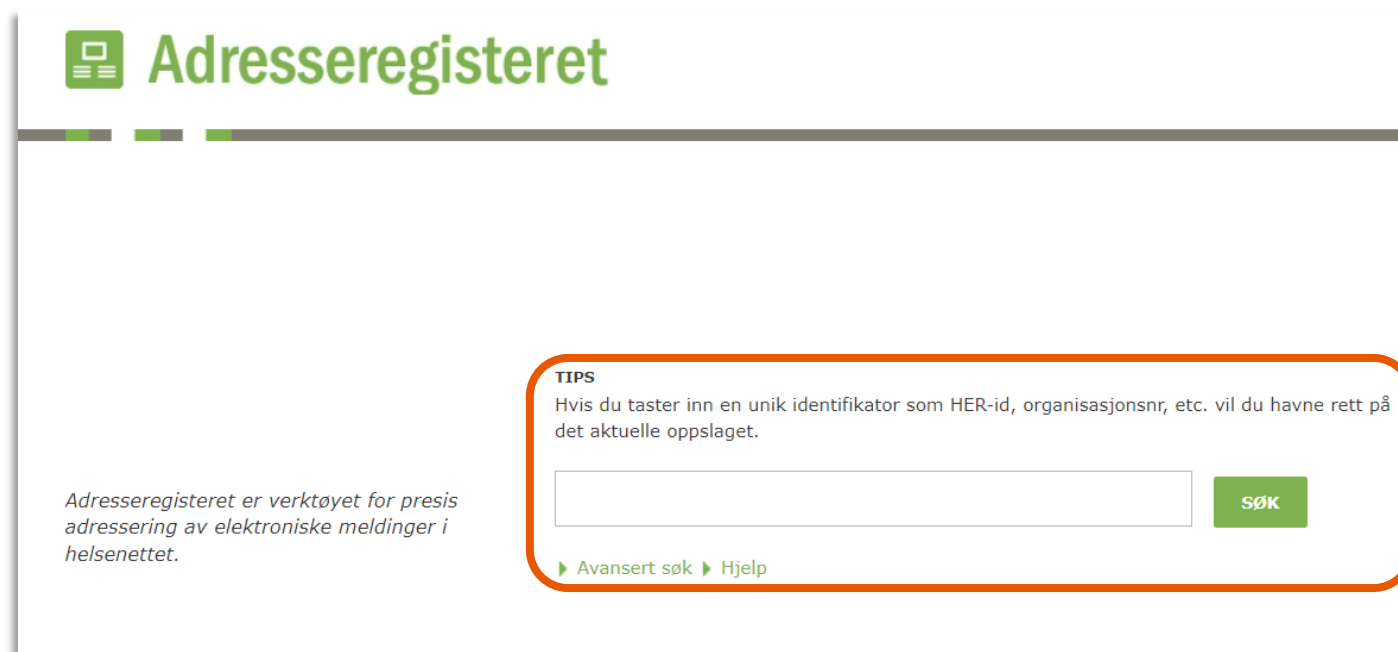 Adresseregisteret
TIPS
Hvis du taster inn en unik identifikator som HER-id, organisasjonsnr, etc. vil du havne rett på
det aktuelle oppslaget.
Adresseregisteret er verktøyet for presis
adressering av elektroniske meldinger i
helsenettet.
SØK
Avansert søk Hjelp